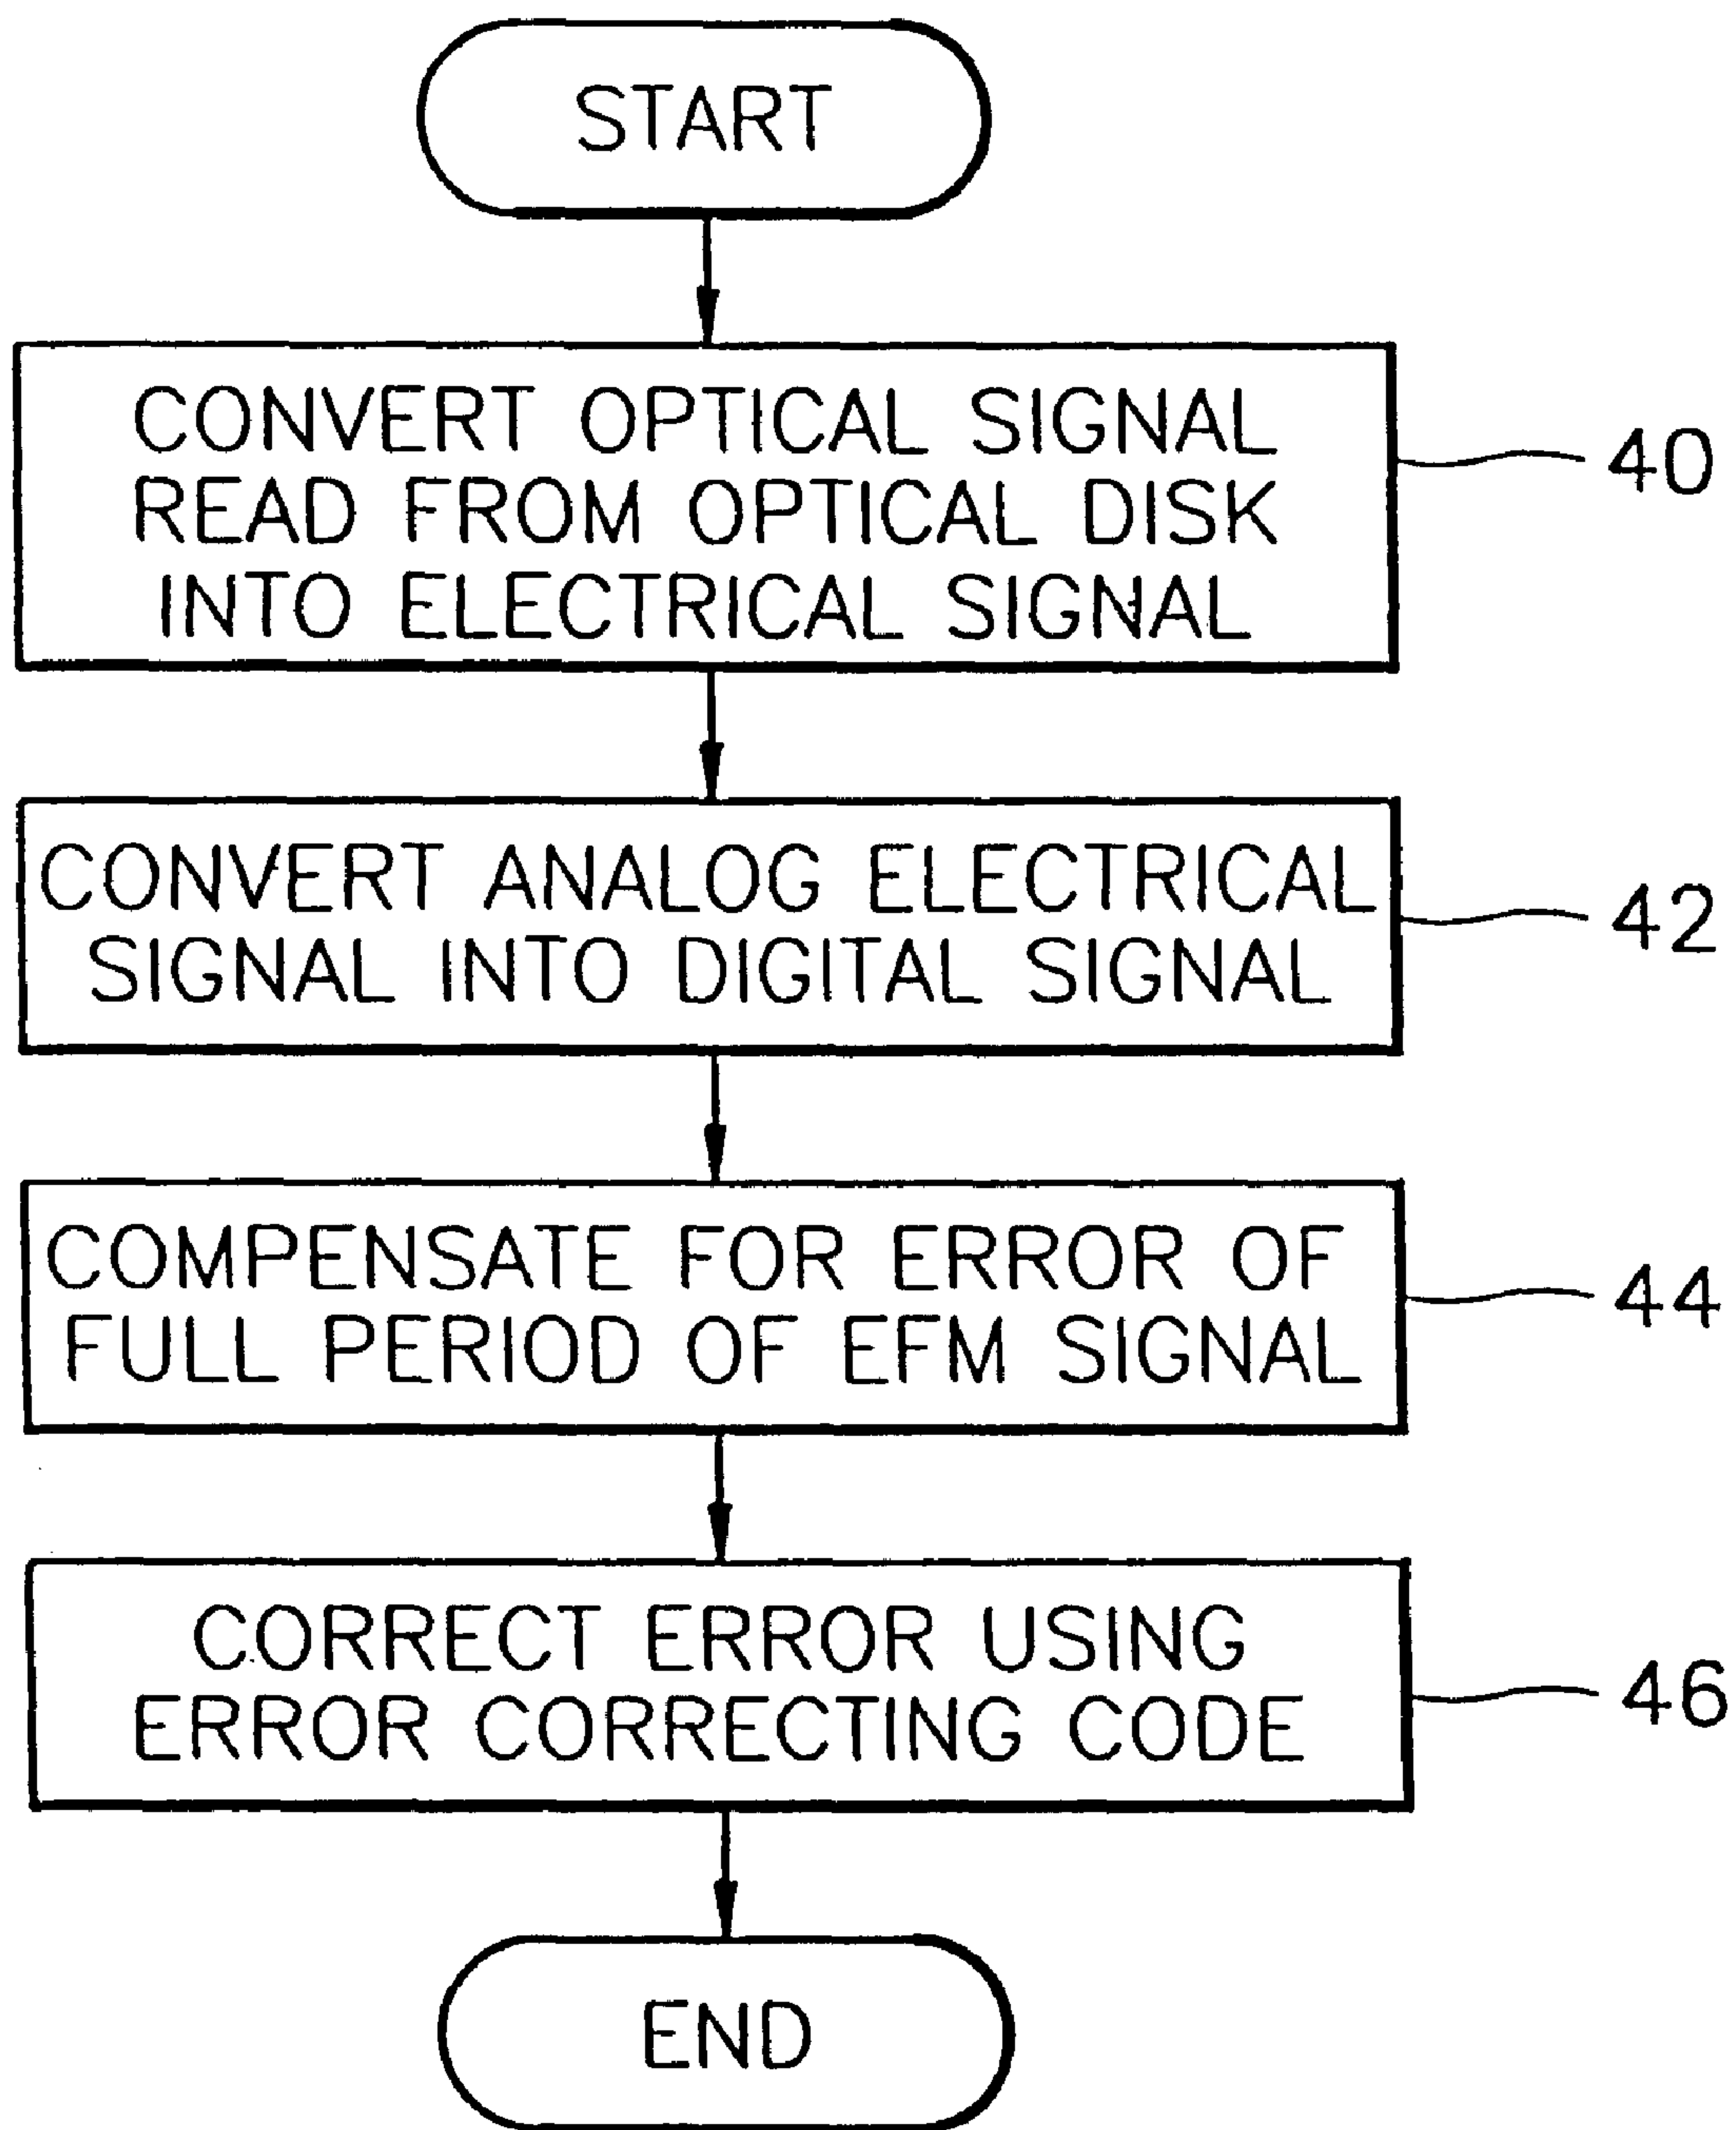 START
CONVERT OPTICAL SIGNAL
READ FROM OPTICAL DISK
INTO ELECTRICAL SIGNAL
40
CONVERT ANALOG ELECTRICAL
SIGNAL INTO DIGITAL SIGNAL
42
COMPENSATE FOR ERROR OF
FULL PERIOD OF EFM SIGNAL
44
CORRECT ERROR USING
ERROR CORRECTING CODE
46
END